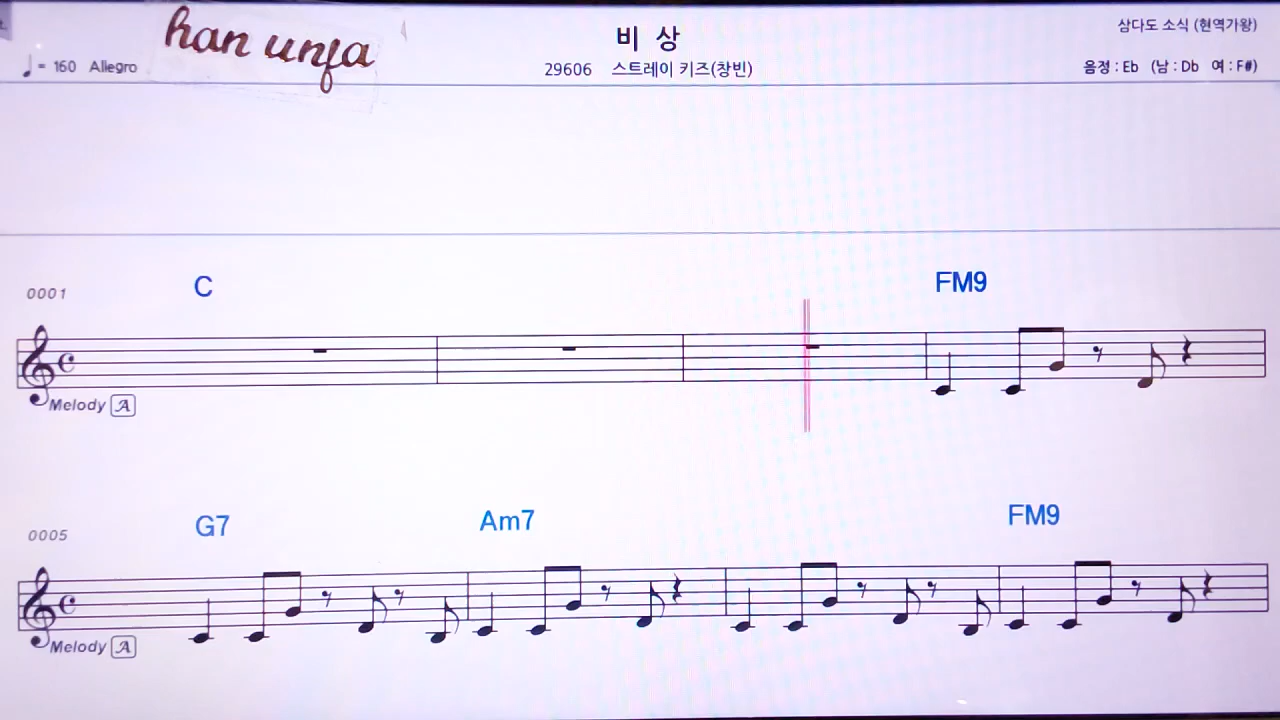 han unfa
비 상
삼다도 소식 (현역가왕)
♩ = 160 Allegro
29606 스트레이 키즈(창빈)
음정 : Eb (남 : Db 여 : F#)
0001
C
FM9
Melody A
0005
G7
Am7
FM9
Melody A